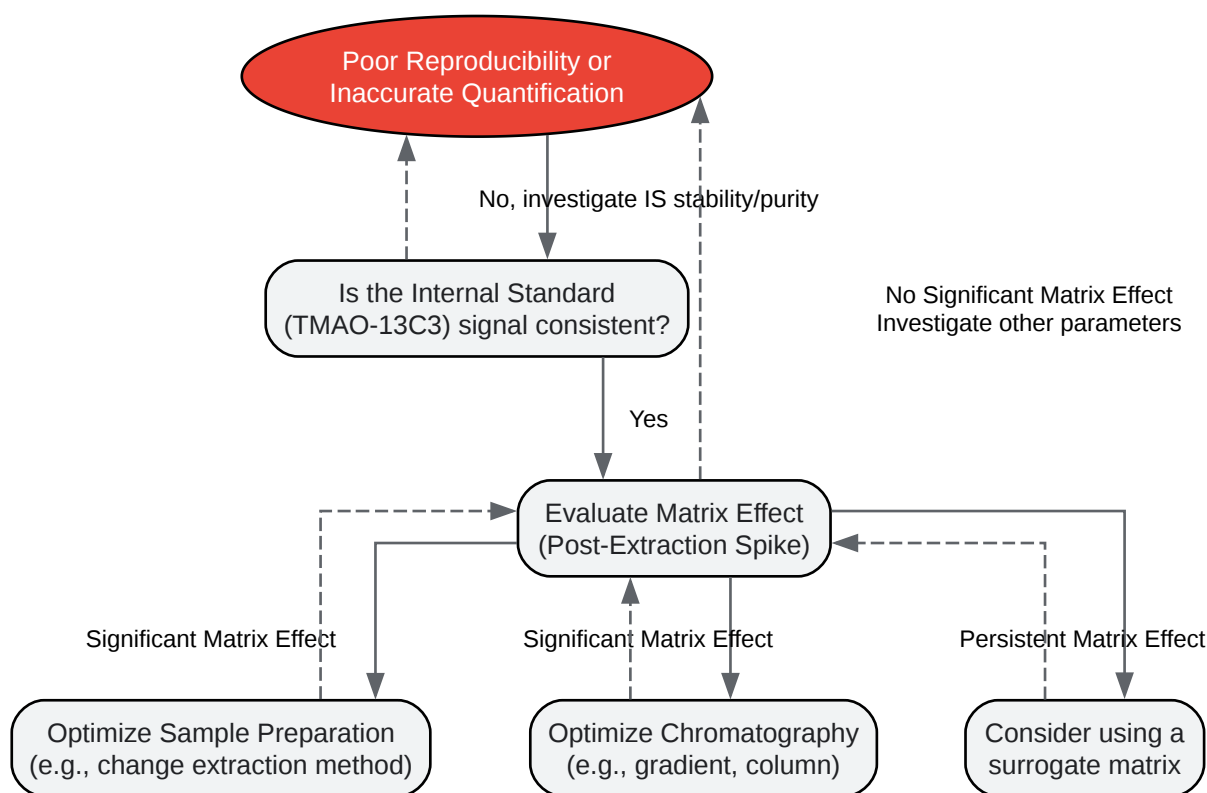 Poor Reproducibility or
Inaccurate Quantification
No, investigate IS stability/purity
Is the Internal Standard
(TMAO-13C3) signal consistent?
No Significant Matrix Effect
Investigate other parameters
Yes
Evaluate Matrix Effect
(Post-Extraction Spike)
Significant Matrix Effect
Significant Matrix Effect
Persistent Matrix Effect
Optimize Sample Preparation
(e.g., change extraction method)
Optimize Chromatography
(e.g., gradient, column)
Consider using a
surrogate matrix